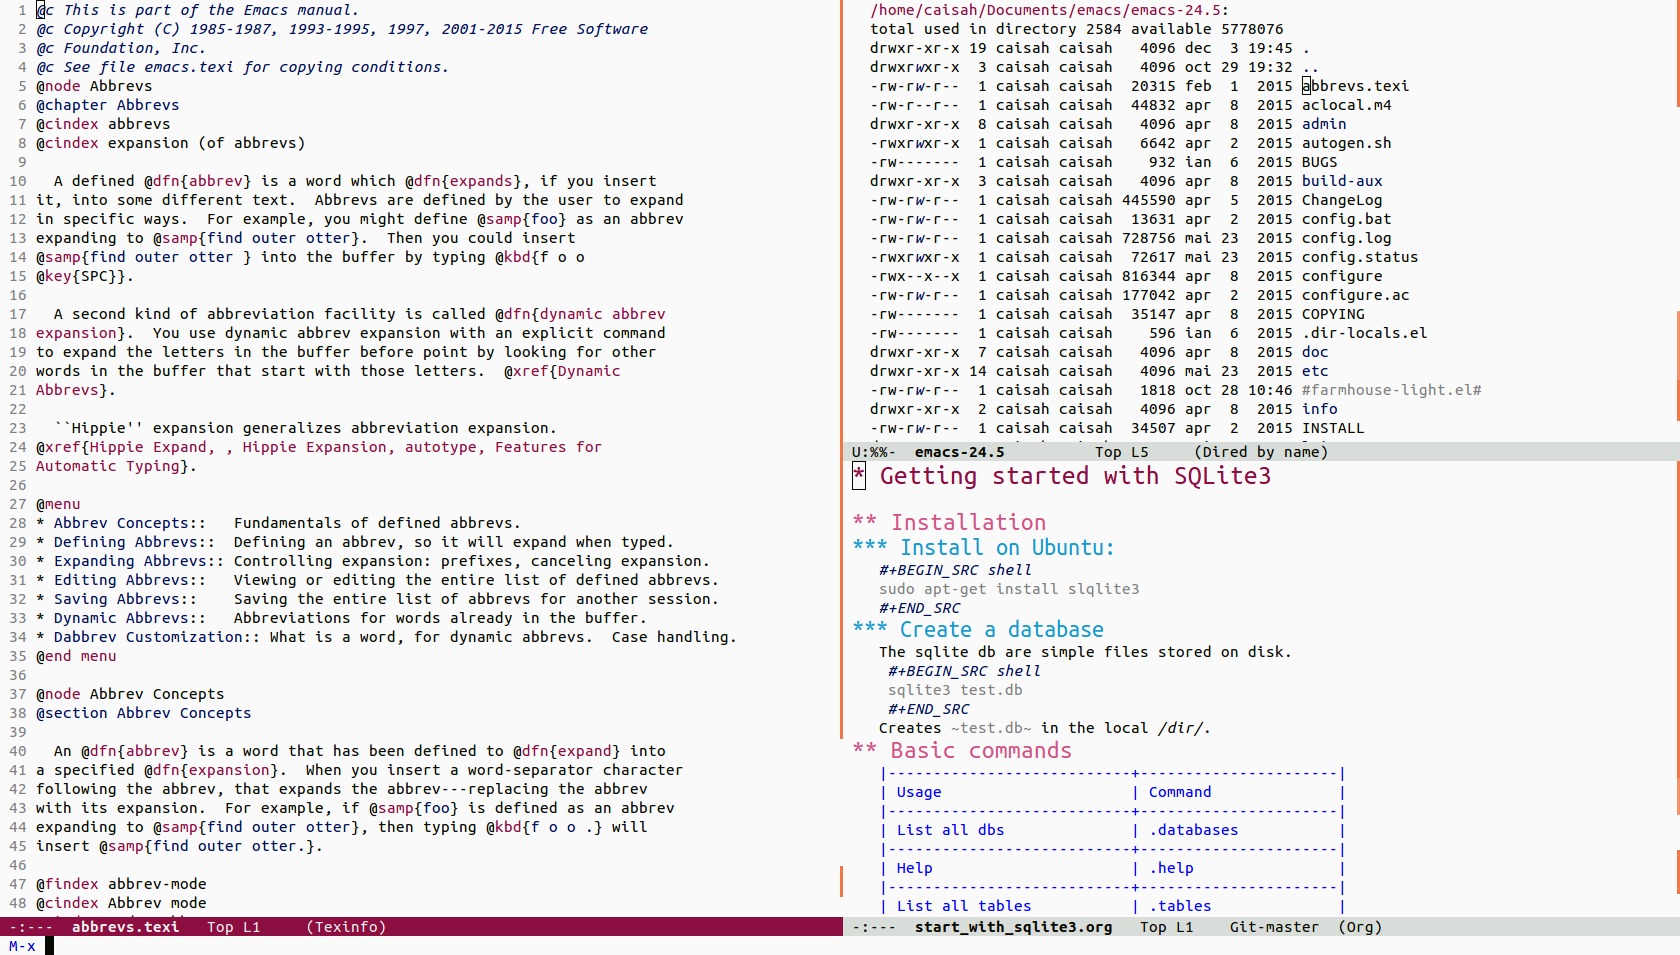 1 @c This is part of the Emacs manual.
2 @c Copyright (C) 1985-1987, 1993-1995, 1997, 2001-2015 Free Software
3 @c Foundation, Inc.
4 @c See file emacs.texi for copying conditions.
5 @node Abbrevs
6 @chapter Abbrevs
7 @cindex abbrevs
8 @cindex expansion (of abbrevs)
9
10   A defined @dfn{abbrev} is a word which @dfn{expands}, if you insert
11 it, into some different text.  Abbrevs are defined by the user to expand
12 in specific ways.  For example, you might define @samp{foo} as an abbrev
13 expanding to @samp{find outer otter}.  Then you could insert
14 @samp{find outer otter } into the buffer by typing @kbd{f o o
15 @key{SPC}}.
16
17   A second kind of abbreviation facility is called @dfn{dynamic abbrev
18 expansion}.  You use dynamic abbrev expansion with an explicit command
19 to expand the letters in the buffer before point by looking for other
20 words in the buffer that start with those letters.  @xref{Dynamic
21 Abbrevs}.
22
23   ``Hippie'' expansion generalizes abbreviation expansion.
24 @xref{Hippie Expand, , Hippie Expansion, autotype, Features for
25 Automatic Typing}.
26
27 @menu
28 * Abbrev Concepts::   Fundamentals of defined abbrevs.
29 * Defining Abbrevs::  Defining an abbrev, so it will expand when typed.
30 * Expanding Abbrevs:: Controlling expansion: prefixes, canceling expansion.
31 * Editing Abbrevs::   Viewing or editing the entire list of defined abbrevs.
32 * Saving Abbrevs::    Saving the entire list of abbrevs for another session.
33 * Dynamic Abbrevs::   Abbreviations for words already in the buffer.
34 * Dabbrev Customization:: What is a word, for dynamic abbrevs.  Case handling.
35 @end menu
36
37 @node Abbrev Concepts
38 @section Abbrev Concepts
39
40   An @dfn{abbrev} is a word that has been defined to @dfn{expand} into
41 a specified @dfn{expansion}.  When you insert a word-separator character
42 following the abbrev, that expands the abbrev---replacing the abbrev
43 with its expansion.  For example, if @samp{foo} is defined as an abbrev
44 expanding to @samp{find outer otter}, then typing @kbd{f o o .} will
45 insert @samp{find outer otter.}.
46
47 @findex abbrev-mode
48 @cindex Abbrev mode
-:---  abbrevs.texi   Top L1     (Texinfo)
M-x
/home/caisah/Documents/emacs/emacs-24.5:
total used in directory 2584 available 5778076
drwxr-xr-x 19 caisah caisah   4096 dec  3 19:45 .
drwxrwxr-x  3 caisah caisah   4096 oct 29 19:32 ..
-rw-rw-r--  1 caisah caisah  20315 feb  1  2015 abbrevs.texi
-rw-r--r--  1 caisah caisah  44832 apr  8  2015 aclocal.m4
drwxr-xr-x  8 caisah caisah   4096 apr  8  2015 admin
-rwxrwxr-x  1 caisah caisah   6642 apr  2  2015 autogen.sh
-rw-------  1 caisah caisah    932 ian  6  2015 BUGS
drwxr-xr-x  3 caisah caisah   4096 apr  8  2015 build-aux
-rw-rw-r--  1 caisah caisah 445590 apr  5  2015 ChangeLog
-rw-rw-r--  1 caisah caisah  13631 apr  2  2015 config.bat
-rw-rw-r--  1 caisah caisah 728756 mai 23  2015 config.log
-rwxrwxr-x  1 caisah caisah  72617 mai 23  2015 config.status
-rwx--x--x  1 caisah caisah 816344 apr  8  2015 configure
-rw-rw-r--  1 caisah caisah 177042 apr  2  2015 configure.ac
-rw-------  1 caisah caisah  35147 apr  8  2015 COPYING
-rw-------  1 caisah caisah    596 ian  6  2015 .dir-locals.el
drwxr-xr-x  7 caisah caisah   4096 apr  8  2015 doc
drwxr-xr-x 14 caisah caisah   4096 mai 23  2015 etc
-rw-rw-r--  1 caisah caisah   1818 oct 28 10:46 #farmhouse-light.el#
drwxr-xr-x  2 caisah caisah   4096 apr  8  2015 info
-rw-rw-r--  1 caisah caisah  34507 apr  2  2015 INSTALL
U:%%-  emacs-24.5          Top L5     (Dired by name)
* Getting started with SQLite3
** Installation
*** Install on Ubuntu:
#+BEGIN_SRC shell
sudo apt-get install slqlite3
#+END_SRC
*** Create a database
The sqlite db are simple files stored on disk.
#+BEGIN_SRC shell
sqlite3 test.db
#+END_SRC
Creates ~test.db~ in the local /dir/.
** Basic commands
|---------------------------+----------------------|
| Usage                     | Command              |
|---------------------------+----------------------|
| List all dbs              | .databases           |
|---------------------------+----------------------|
| Help                      | .help                |
|---------------------------+----------------------|
| List all tables           | .tables              |
-:---  start_with_sqlite3.org   Top L1    Git-master  (Org)